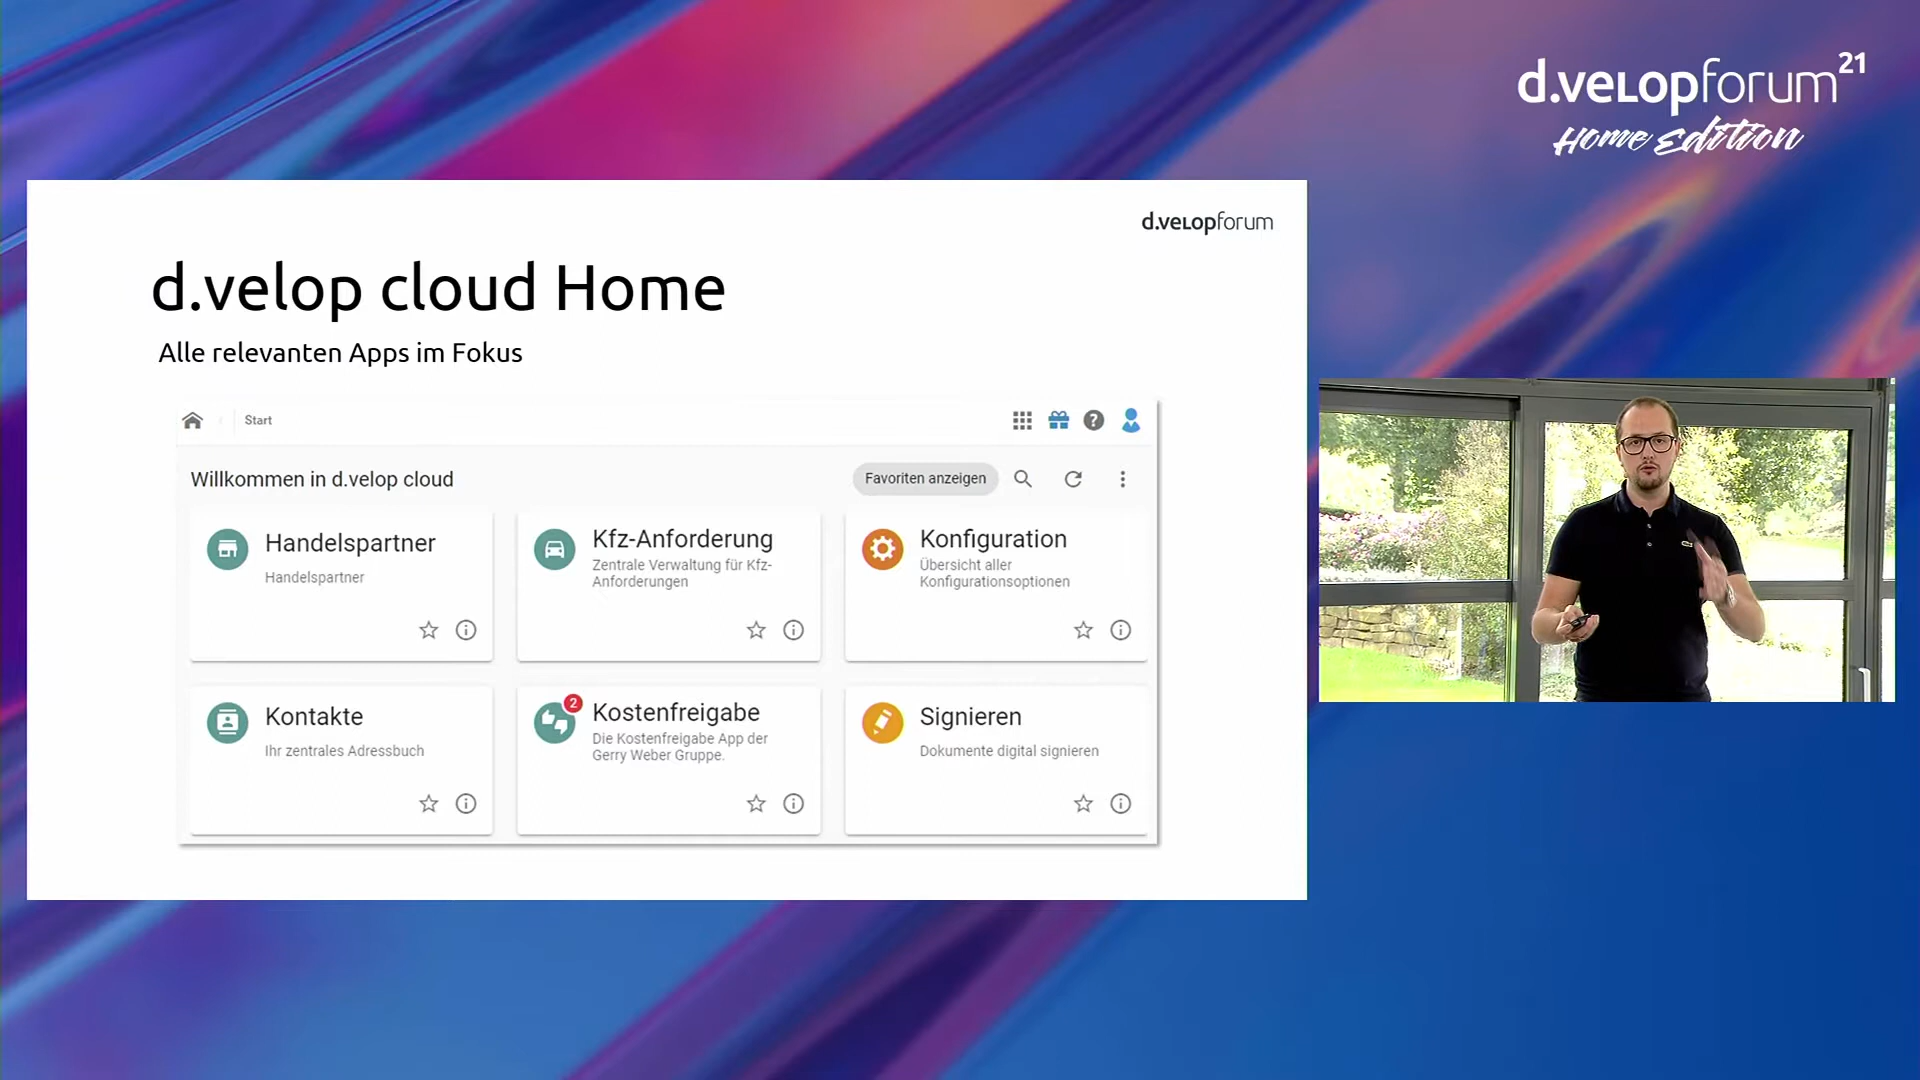 d.velopforum21
Home Edition
d.velopforum
d.velop cloud Home
Alle relevanten Apps im Fokus
Start
?
Willkommen in d.velop cloud
Favoriten anzeigen
Handelspartner
Handelspartner
Kfz-Anforderung
Zentrale Verwaltung für Kfz-
Anforderungen
Konfiguration
Übersicht aller
Konfigurationsoptionen
Kontakte
Ihr zentrales Adressbuch
2
Kostenfreigabe
Die Kostenfreigabe App der
Gerry Weber Gruppe.
Signieren
Dokumente digital signieren